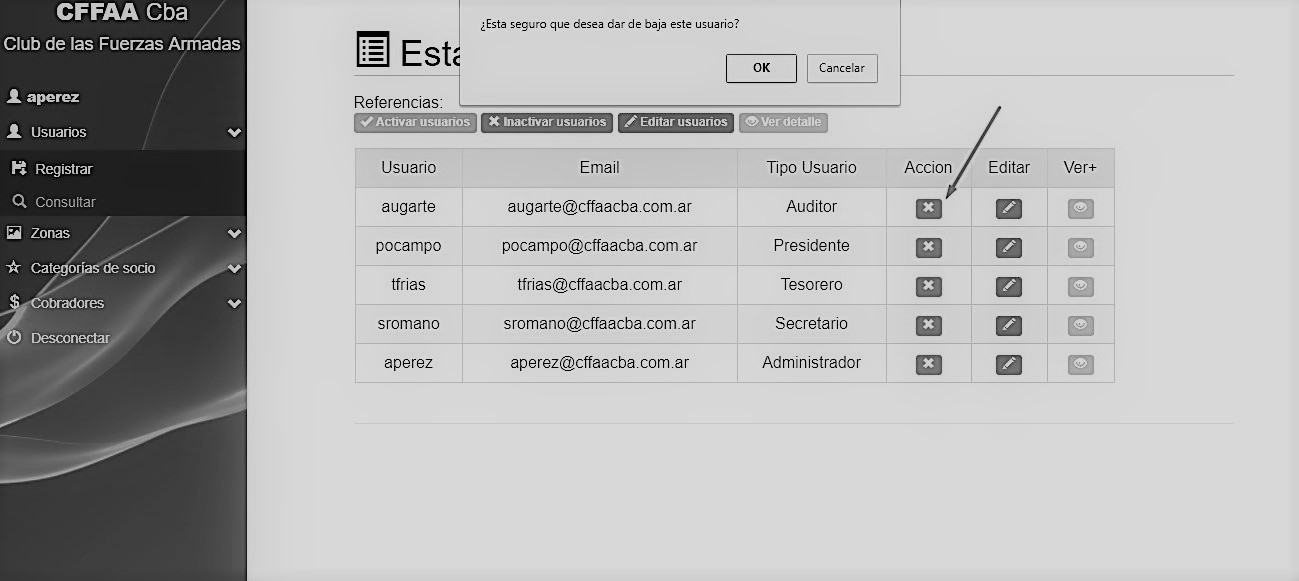 CFFAA Cba
Club de las Fuerzas Armadas
aperez
Usuarios
Registrar
Consultar
Zonas
Categorías de socio
Cobradores
Desconectar
¿Esta seguro que desea dar de baja este usuario?
OK Cancelar
Esta
Referencias:
Activar usuarios Inactivar usuarios Editar usuarios Ver detalle
Usuario Email Tipo Usuario Accion Editar Ver+
augarte augarte@cffaacba.com.ar Auditor
pocampo pocampo@cffaacba.com.ar Presidente
tfrias tfrias@cffaacba.com.ar Tesorero
sromano sromano@cffaacba.com.ar Secretario
aperez aperez@cffaacba.com.ar Administrador